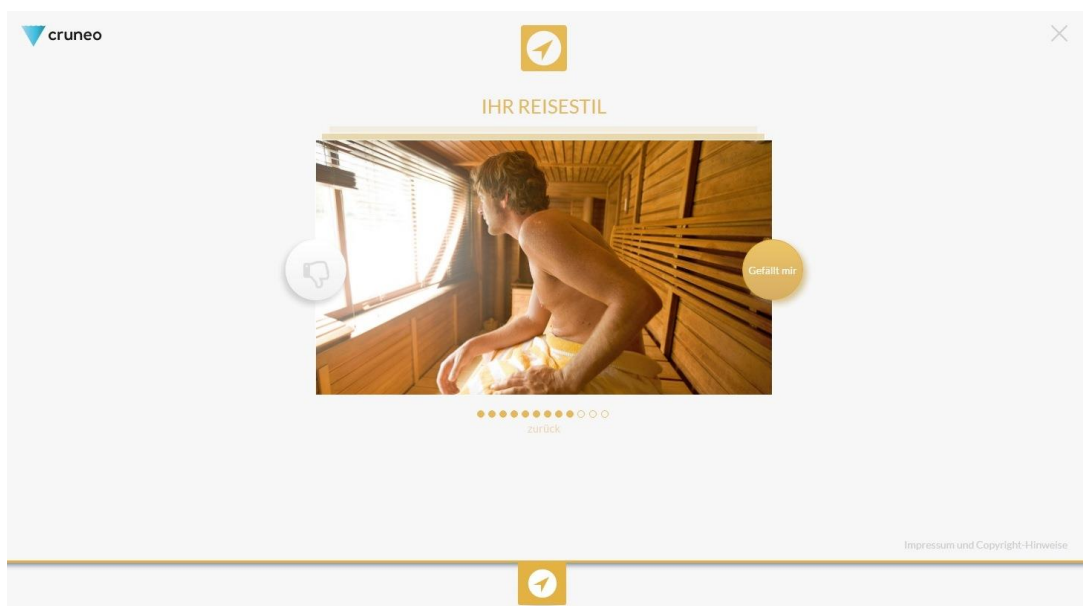 cruneo
IHR REISESTIL
Gefällt mir
zurück
Impressum und Copyright-Hinweise